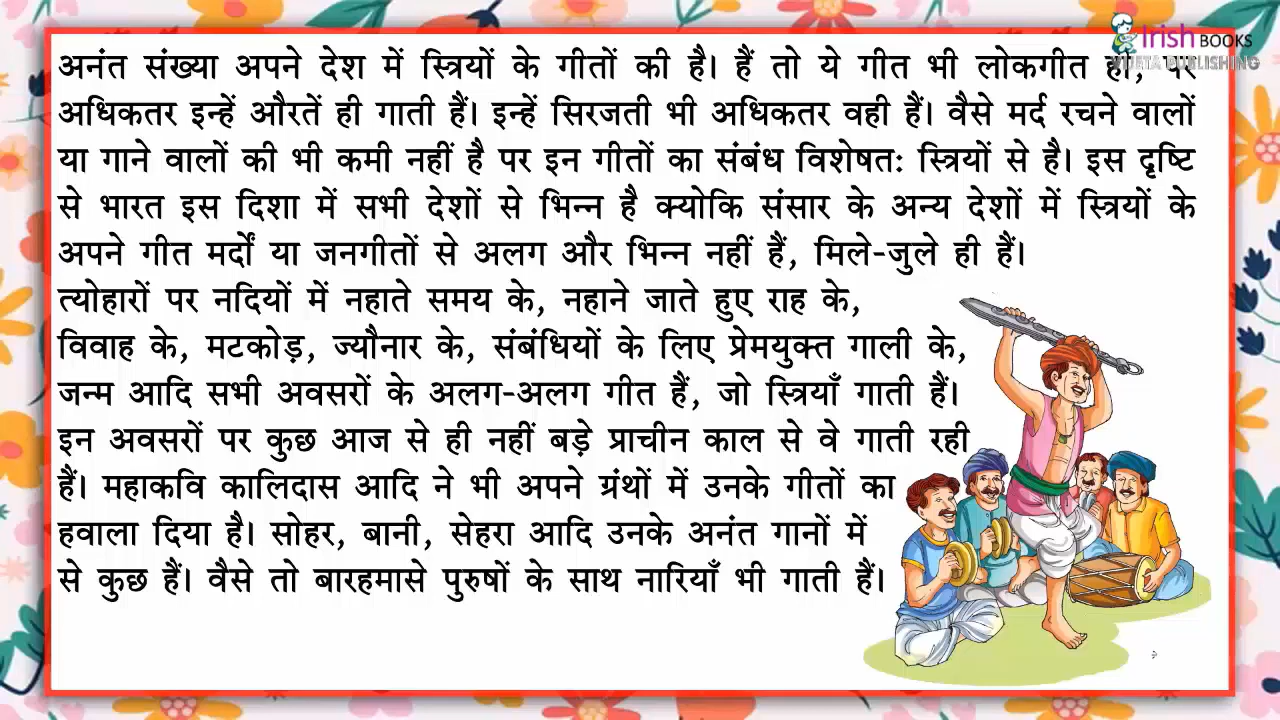 Irish BOOKS
VIJETA PUBLISHING
अनंत संख्या अपने देश में स्त्रियों के गीतों की है। हैं तो ये गीत भी लोकगीत ही, पर
अधिकतर इन्हें औरतें ही गाती हैं। इन्हें सिरजती भी अधिकतर वही हैं। वैसे मर्द रचने वालों
या गाने वालों की भी कमी नहीं है पर इन गीतों का संबंध विशेषतः स्त्रियों से है। इस दृष्टि
से भारत इस दिशा में सभी देशों से भिन्न है क्योकि संसार के अन्य देशों में स्त्रियों के
अपने गीत मर्दों या जनगीतों से अलग और भिन्न नहीं हैं, मिले-जुले ही हैं।
त्योहारों पर नदियों में नहाते समय के, नहाने जाते हुए राह के,
विवाह के, मटकोड़, ज्यौनार के, संबंधियों के लिए प्रेमयुक्त गाली के,
जन्म आदि सभी अवसरों के अलग-अलग गीत हैं, जो स्त्रियाँ गाती हैं।
इन अवसरों पर कुछ आज से ही नहीं बड़े प्राचीन काल से वे गाती रही
हैं। महाकवि कालिदास आदि ने भी अपने ग्रंथों में उनके गीतों का
हवाला दिया है। सोहर, बानी, सेहरा आदि उनके अनंत गानों में
से कुछ हैं। वैसे तो बारहमासे पुरुषों के साथ नारियाँ भी गाती हैं।